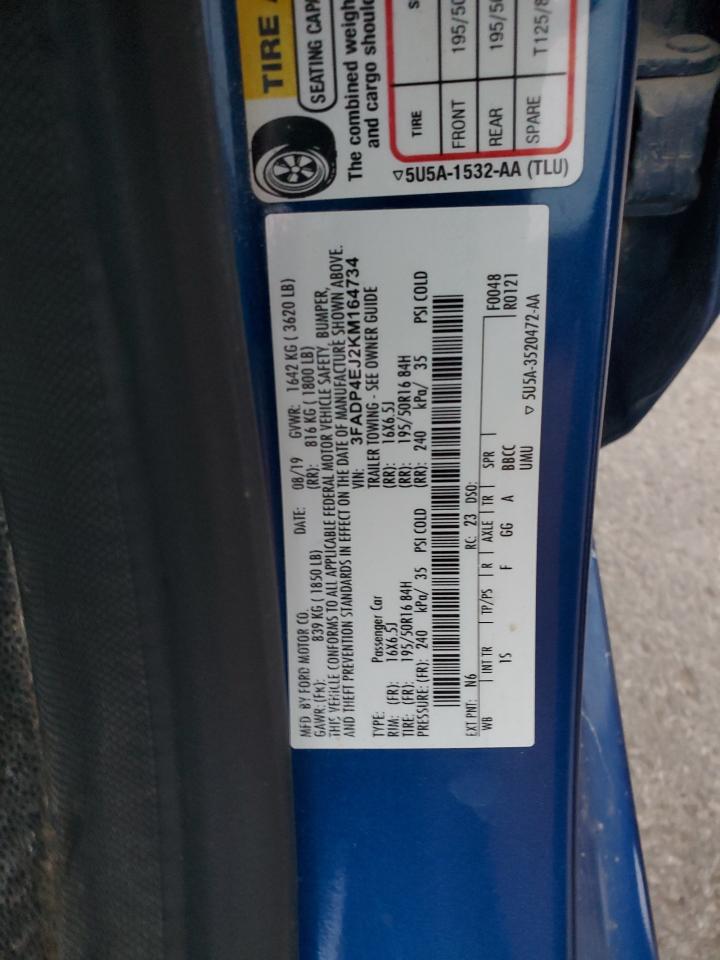 TIRE A
SEATING CAPA
The combined weigh
and cargo shoul
TIRE S
FRONT 195/50
REAR 195/50
SPARE T125/8
▽5U5A-1532-AA (TLU)
MFD BY FORD MOTOR CO. DATE: 08/19 GVWR: 1642 KG ( 3620 LB)
GAWR:(FR): 839 KG ( 1850 LB) (RR): 816 KG ( 1800 LB)
THIS VEHICLE CONFORMS TO ALL APPLICABLE FEDERAL MOTOR VEHICLE SAFETY, BUMPER,
AND THEFT PREVENTION STANDARDS IN EFFECT ON THE DATE OF MANUFACTURE SHOWN ABOVE.
VIN: 3FADP4EJ2KM164734
TYPE: Passenger Car TRAILER TOWING - SEE OWNER GUIDE
RIM: (FR): 16X6.5J (RR): 16X6.5J
TIRE: (FR): 195/50R16 84H (RR): 195/50R16 84H
PRESSURE: (FR): 240 kPa/ 35 PSI COLD (RR): 240 kPa/ 35 PSI COLD
EXT PNT: N6 RC: 23 DSO: F0048
WB INT TR TP/PS R AXLE TR SPR R0121
1S F GG A BBCC
UMU
▽ 5U5A-3520472-AA